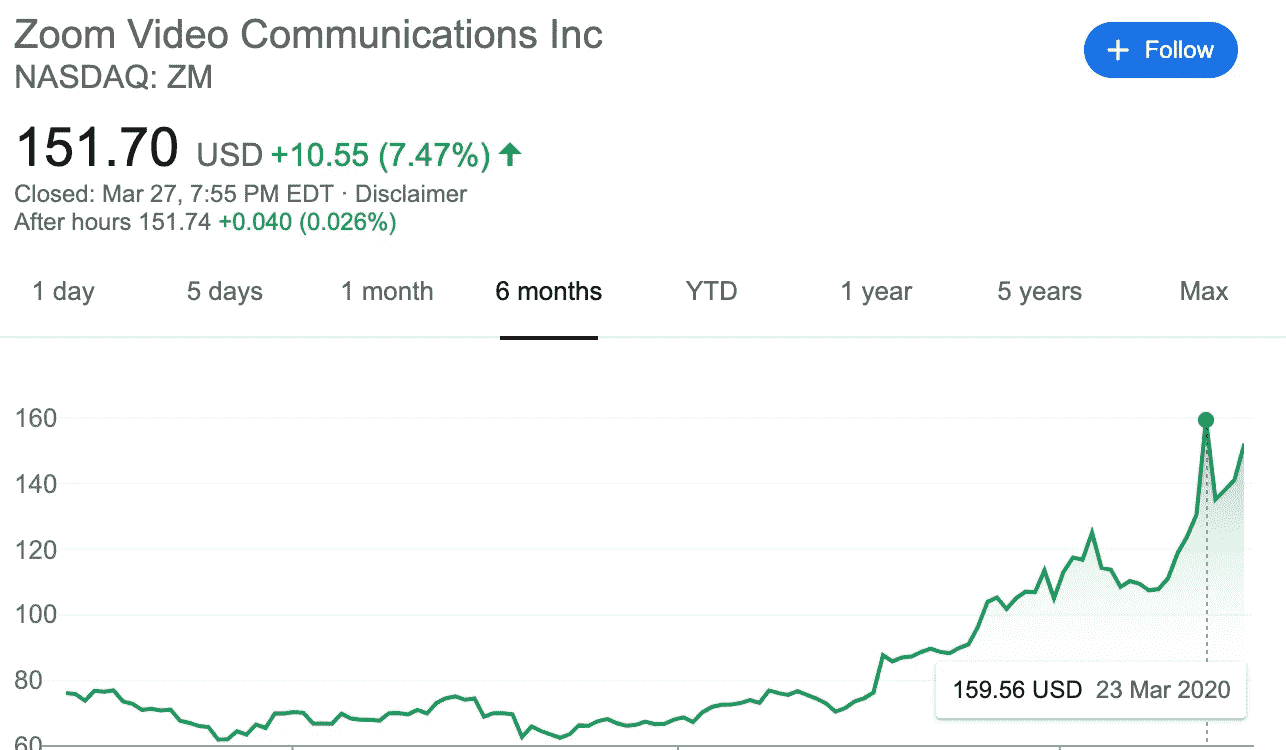 Zoom Video Communications Inc
+ Follow
NASDAQ: ZM
151.70 USD +10.55 (7.47%) ↑
Closed: Mar 27, 7:55 PM EDT · Disclaimer
After hours 151.74 +0.040 (0.026%)
1 day 5 days 1 month 6 months YTD 1 year 5 years Max
160
140
120
100
80
159.56 USD 23 Mar 2020
60